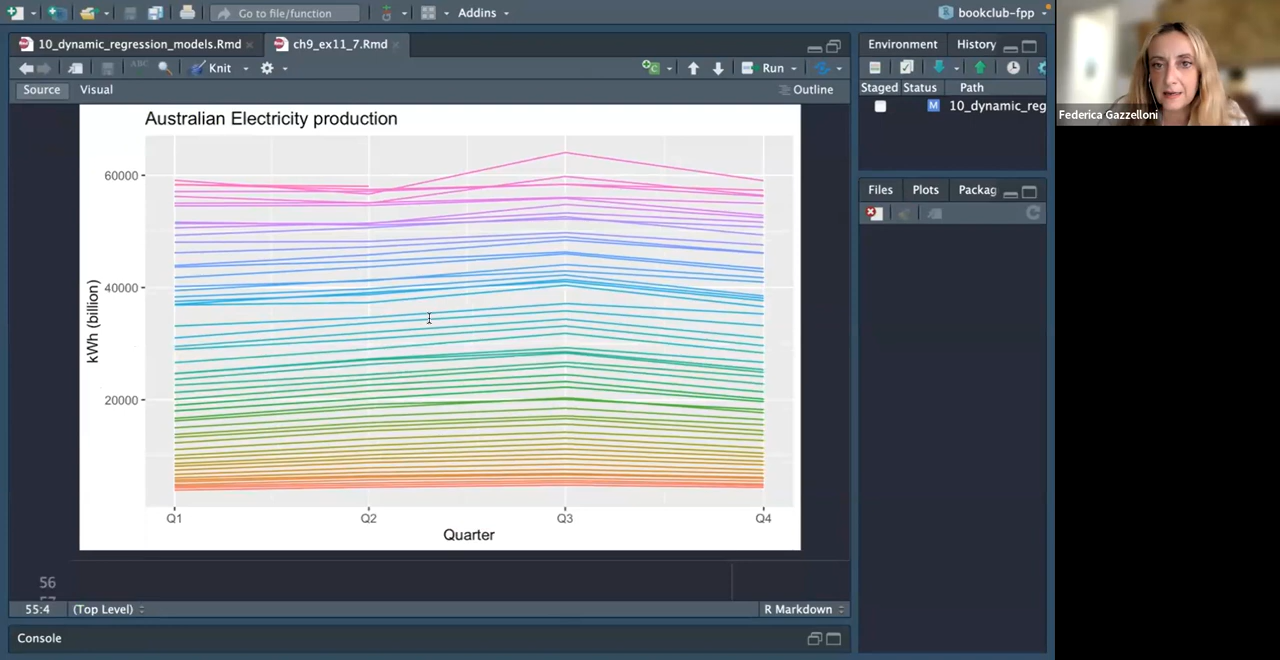 Go to file/function
Addins
bookclub-fpp
10_dynamic_regression_models.Rmd
ch9_ex11_7.Rmd
ABC
Knit
Run
Source
Visual
Outline
Australian Electricity production
60000
40000
20000
kWh (billion)
Q1
Q2
Q3
Q4
Quarter
56
55:4
(Top Level)
R Markdown
Console
Environment
History
Staged Status Path
M
10_dynamic_reg
Files
Plots
Packag
Federica Gazzelloni